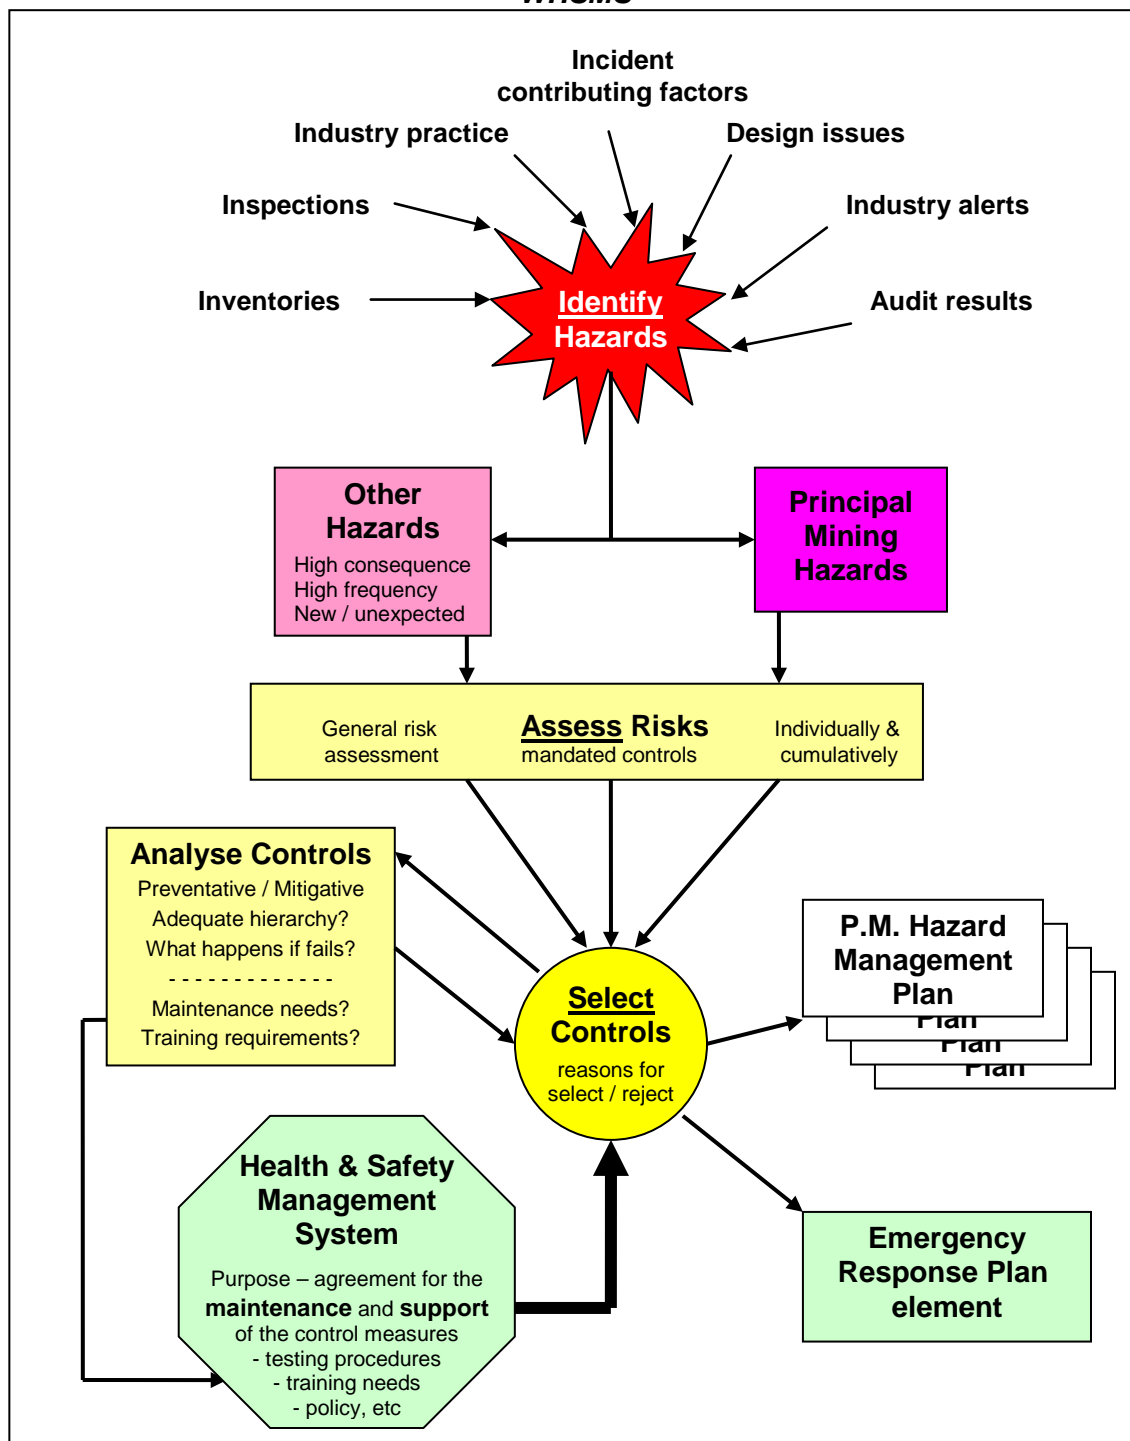 WHSMS
Incident
contributing factors
Industry practice
Design issues
Inspections
Industry alerts
Inventories
Audit results
Identify
Hazards
Other
Hazards
High consequence
High frequency
New / unexpected
Principal
Mining
Hazards
General risk
assessment
Assess Risks
mandated controls
Individually &
cumulatively
Analyse Controls
Preventative / Mitigative
Adequate hierarchy?
What happens if fails?
- - - - - - - - - - - - -
Maintenance needs?
Training requirements?
Select
Controls
reasons for
select / reject
P.M. Hazard
Management
Plan
Plan
Plan
Plan
Health & Safety
Management
System
Purpose – agreement for the
maintenance and support
of the control measures
- testing procedures
- training needs
- policy, etc
Emergency
Response Plan
element